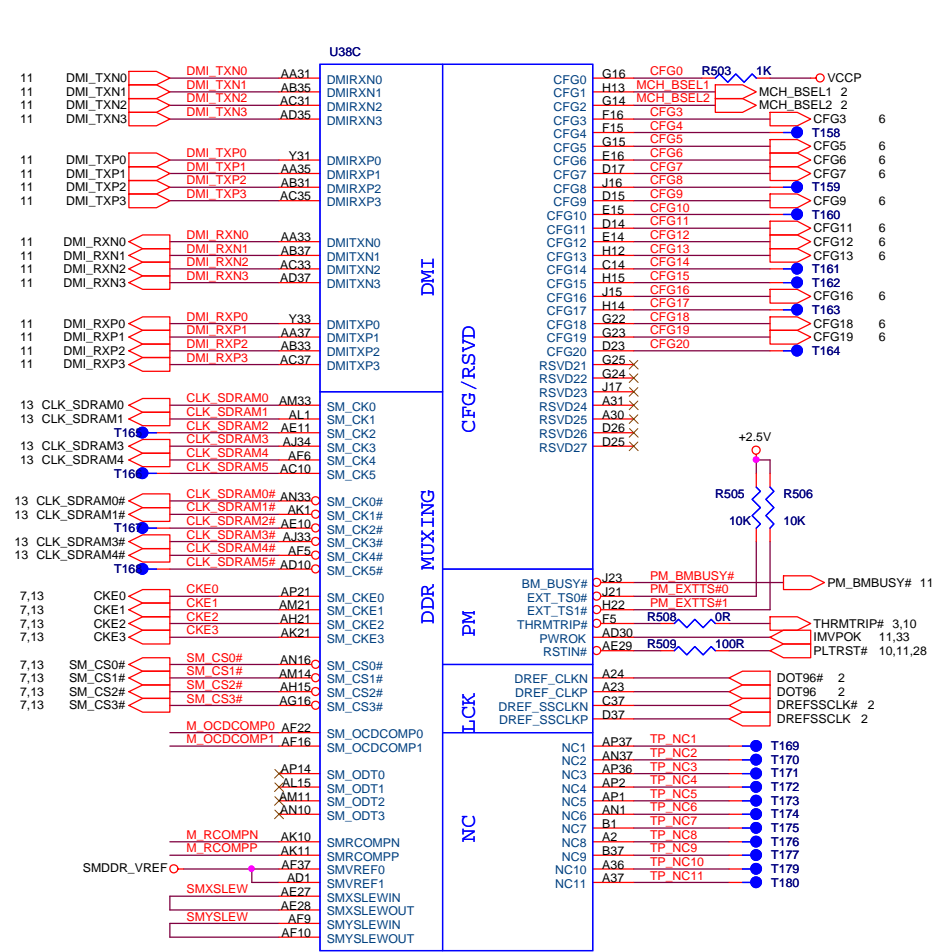 U38C
11 DMI_TXN0 DMI_TXN0 AA31 DMIRXN0
11 DMI_TXN1 DMI_TXN1 AB35 DMIRXN1
11 DMI_TXN2 DMI_TXN2 AC31 DMIRXN2
11 DMI_TXN3 DMI_TXN3 AD35 DMIRXN3
11 DMI_TXP0 DMI_TXP0 Y31 DMIRXP0
11 DMI_TXP1 DMI_TXP1 AA35 DMIRXP1
11 DMI_TXP2 DMI_TXP2 AB31 DMIRXP2
11 DMI_TXP3 DMI_TXP3 AC35 DMIRXP3
11 DMI_RXN0 DMI_RXN0 AA33 DMITXN0
11 DMI_RXN1 DMI_RXN1 AB37 DMITXN1
11 DMI_RXN2 DMI_RXN2 AC33 DMITXN2
11 DMI_RXN3 DMI_RXN3 AD37 DMITXN3
11 DMI_RXP0 DMI_RXP0 Y33 DMITXP0
11 DMI_RXP1 DMI_RXP1 AA37 DMITXP1
11 DMI_RXP2 DMI_RXP2 AB33 DMITXP2
11 DMI_RXP3 DMI_RXP3 AC37 DMITXP3
DMI
13 CLK_SDRAM0 CLK_SDRAM0 AM33 SM_CK0
13 CLK_SDRAM1 CLK_SDRAM1 AL1 SM_CK1
CLK_SDRAM2 AE11 SM_CK2
13 CLK_SDRAM3 CLK_SDRAM3 AJ34 SM_CK3
13 CLK_SDRAM4 CLK_SDRAM4 AF6 SM_CK4
CLK_SDRAM5 AC10 SM_CK5
13 CLK_SDRAM0# CLK_SDRAM0# AN33 SM_CK0#
13 CLK_SDRAM1# CLK_SDRAM1# AK1 SM_CK1#
CLK_SDRAM2# AE10 SM_CK2#
13 CLK_SDRAM3# CLK_SDRAM3# AJ33 SM_CK3#
13 CLK_SDRAM4# CLK_SDRAM4# AF5 SM_CK4#
CLK_SDRAM5# AD10 SM_CK5#
7,13 CKE0 CKE0 AP21 SM_CKE0
7,13 CKE1 CKE1 AM21 SM_CKE1
7,13 CKE2 CKE2 AH21 SM_CKE2
7,13 CKE3 CKE3 AK21 SM_CKE3
7,13 SM_CS0# SM_CS0# AN16 SM_CS0#
7,13 SM_CS1# SM_CS1# AM14 SM_CS1#
7,13 SM_CS2# SM_CS2# AH15 SM_CS2#
7,13 SM_CS3# SM_CS3# AG16 SM_CS3#
M_OCDCOMP0 AF22 SM_OCDCOMP0
M_OCDCOMP1 AF16 SM_OCDCOMP1
AP14 SM_ODT0
AL15 SM_ODT1
AM11 SM_ODT2
AN10 SM_ODT3
M_RCOMPN AK10 SMRCOMPN
M_RCOMPP AK11 SMRCOMPP
SMDDR_VREF AF37 SMVREF0
AD1 SMVREF1
SMXSLEW AE27 SMXSLEWIN
AE28 SMXSLEWOUT
SMYSLEW AF9 SMYSLEWIN
AF10 SMYSLEWOUT
DDR MUXING
CFG0 G16 CFG0 R503 1K VCCP
CFG1 H13 MCH_BSEL1 MCH_BSEL1 2
CFG2 G14 MCH_BSEL2 MCH_BSEL2 2
CFG3 F16 CFG3 CFG3 6
CFG4 F15 CFG4 T158
CFG5 G15 CFG5 CFG5 6
CFG6 E16 CFG6 CFG6 6
CFG7 D17 CFG7 CFG7 6
CFG8 J16 CFG8 T159
CFG9 D15 CFG9 CFG9 6
CFG10 E15 CFG10 T160
CFG11 D14 CFG11 CFG11 6
CFG12 E14 CFG12 CFG12 6
CFG13 H12 CFG13 CFG13 6
CFG14 C14 CFG14 T161
CFG15 H15 CFG15 T162
CFG16 J15 CFG16 CFG16 6
CFG17 H14 CFG17 T163
CFG18 G22 CFG18 CFG18 6
CFG19 G23 CFG19 CFG19 6
CFG20 D23 CFG20 T164
RSVD21 G25
RSVD22 G24
RSVD23 J17
RSVD24 A31
RSVD25 A30
RSVD26 D26
RSVD27 D25
CFG/RSVD
+2.5V
R505 R506
10K 10K
BM_BUSY# J23 PM_BMBUSY# PM_BMBUSY# 11
EXT_TS0# J21 PM_EXTTS#0
EXT_TS1# H22 PM_EXTTS#1
THRMTRIP# F5 R508 0R THRMTRIP# 3,10
PWROK AD30 IMVPOK 11,33
RSTIN# AE29 R509 100R PLTRST# 10,11,28
PM
DREF_CLKN A24 DOT96# 2
DREF_CLKP A23 DOT96 2
DREF_SSCLKN C37 DREFSSCLK# 2
DREF_SSCLKP D37 DREFSSCLK 2
LCK
NC1 AP37 TP_NC1 T169
NC2 AN37 TP_NC2 T170
NC3 AP36 TP_NC3 T171
NC4 AP2 TP_NC4 T172
NC5 AP1 TP_NC5 T173
NC6 AN1 TP_NC6 T174
NC7 B1 TP_NC7 T175
NC8 A2 TP_NC8 T176
NC9 B37 TP_NC9 T177
NC10 A36 TP_NC10 T179
NC11 A37 TP_NC11 T180
NC